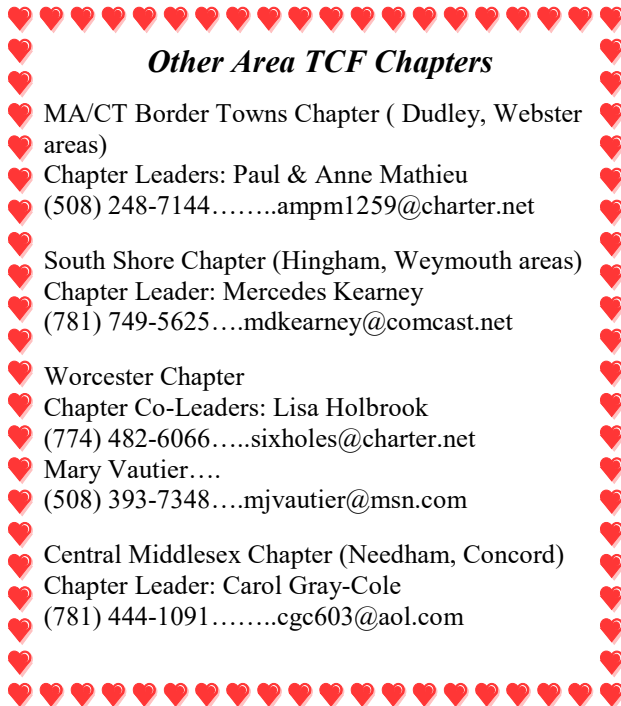 Other Area TCF Chapters
MA/CT Border Towns Chapter ( Dudley, Webster
areas)
Chapter Leaders: Paul & Anne Mathieu
(508) 248-7144……..ampm1259@charter.net
South Shore Chapter (Hingham, Weymouth areas)
Chapter Leader: Mercedes Kearney
(781) 749-5625….mdkearney@comcast.net
Worcester Chapter
Chapter Co-Leaders: Lisa Holbrook
(774) 482-6066…..sixholes@charter.net
Mary Vautier….
(508) 393-7348….mjvautier@msn.com
Central Middlesex Chapter (Needham, Concord)
Chapter Leader: Carol Gray-Cole
(781) 444-1091……..cgc603@aol.com